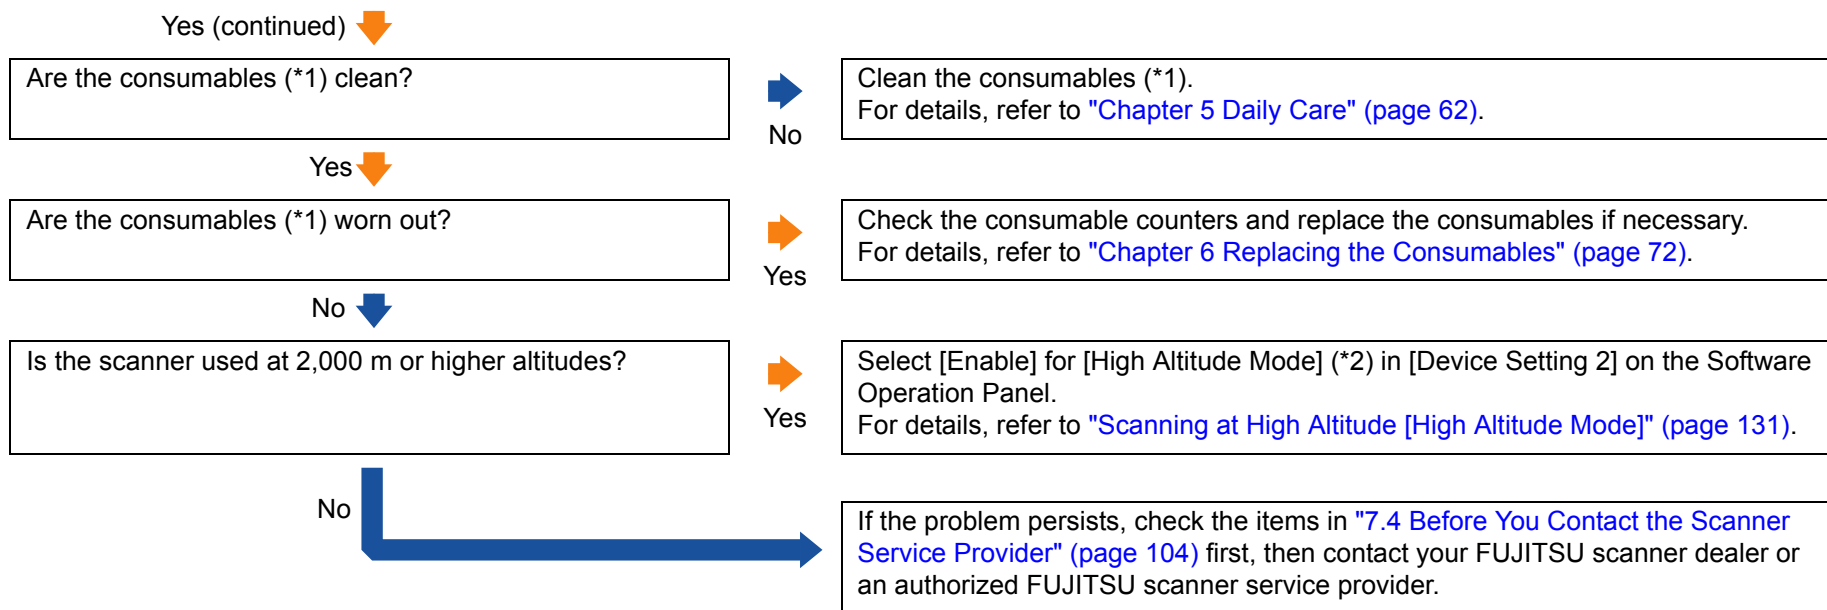 Yes (continued)
Are the consumables (*1) clean?
No
Clean the consumables (*1).
For details, refer to "Chapter 5 Daily Care" (page 62).
Yes
Are the consumables (*1) worn out?
Yes
Check the consumable counters and replace the consumables if necessary.
For details, refer to "Chapter 6 Replacing the Consumables" (page 72).
No
Is the scanner used at 2,000 m or higher altitudes?
Yes
Select [Enable] for [High Altitude Mode] (*2) in [Device Setting 2] on the Software
Operation Panel.
For details, refer to "Scanning at High Altitude [High Altitude Mode]" (page 131).
No
If the problem persists, check the items in "7.4 Before You Contact the Scanner
Service Provider" (page 104) first, then contact your FUJITSU scanner dealer or
an authorized FUJITSU scanner service provider.